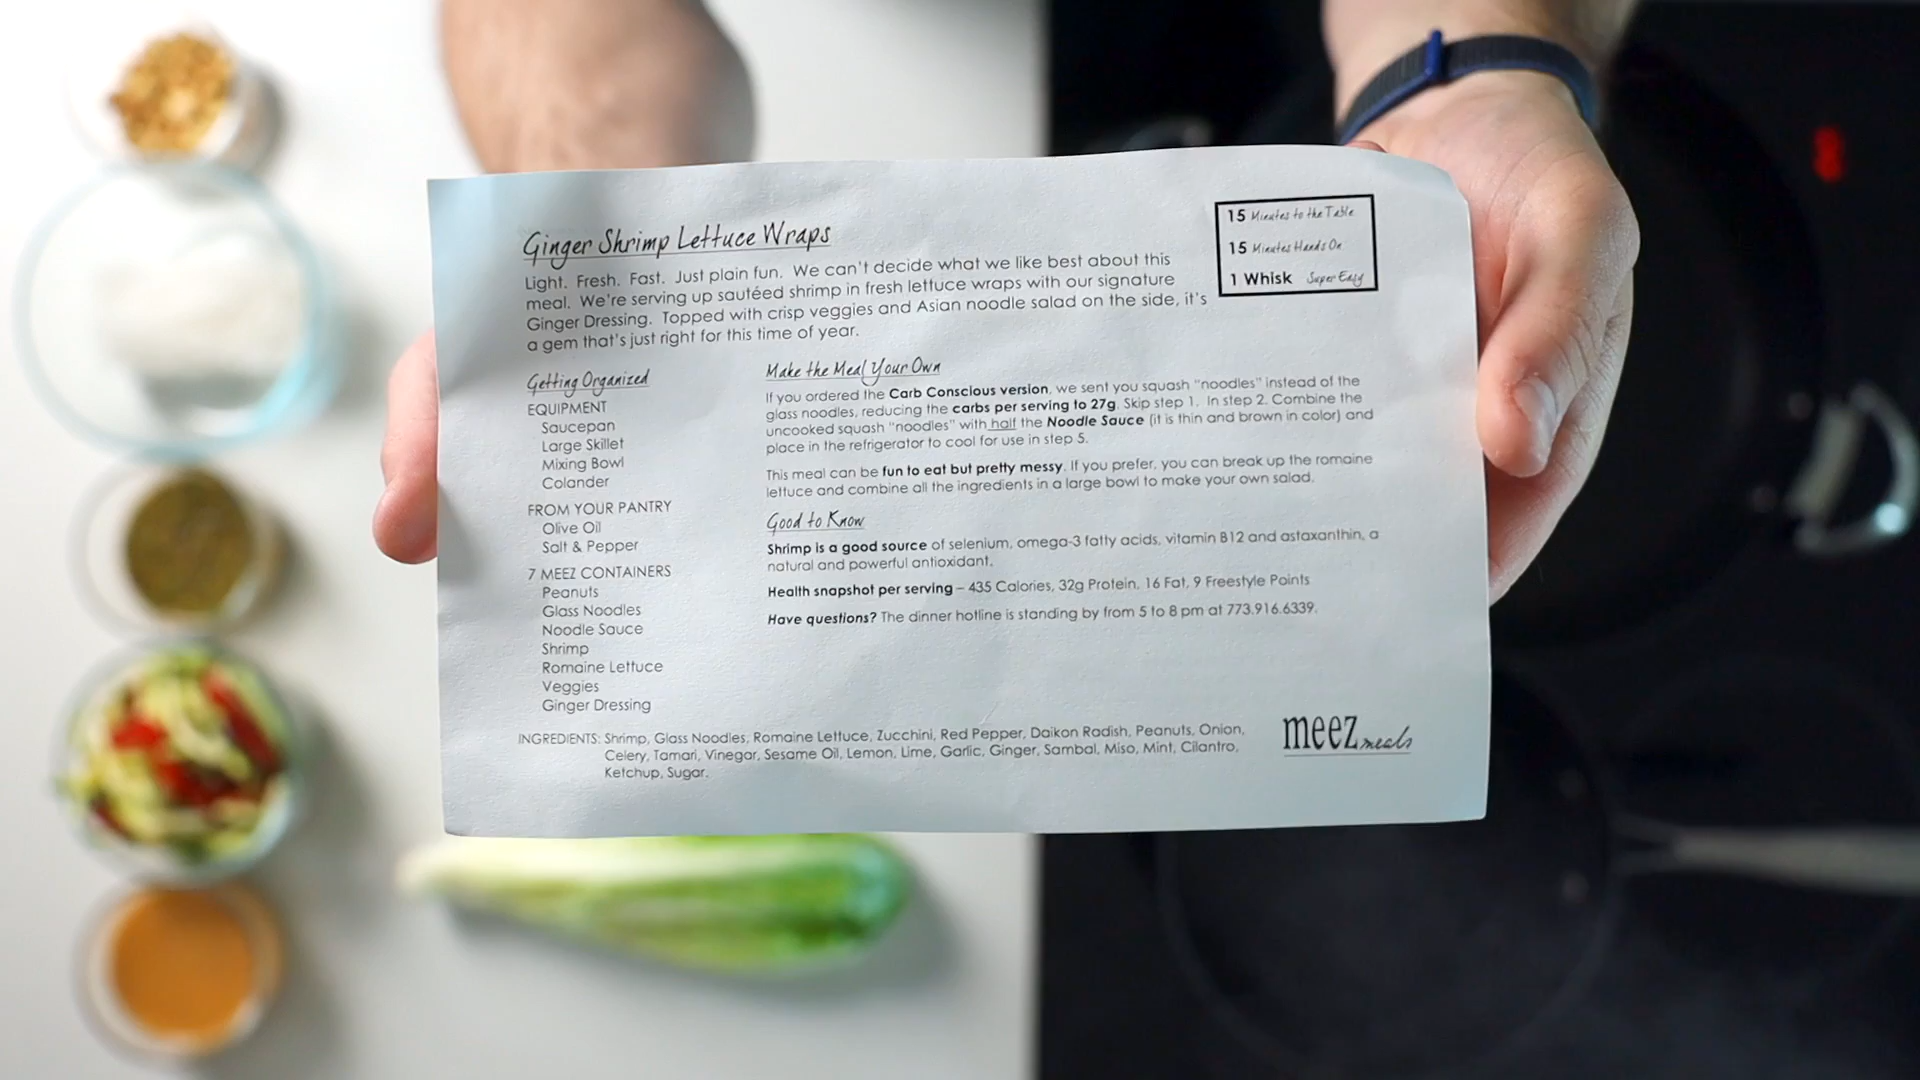 Ginger Shrimp Lettuce Wraps
Light. Fresh. Fast. Just plain fun. We can't decide what we like best about this
meal. We're serving up sautéed shrimp in fresh lettuce wraps with our signature
Ginger Dressing. Topped with crisp veggies and Asian noodle salad on the side, it's
a gem that's just right for this time of year.
15 Minutes to the Table
15 Minutes Hands On
1 Whisk Super Easy
Getting Organized
EQUIPMENT
Saucepan
Large Skillet
Mixing Bowl
Colander
FROM YOUR PANTRY
Olive Oil
Salt & Pepper
7 MEEZ CONTAINERS
Peanuts
Glass Noodles
Noodle Sauce
Shrimp
Romaine Lettuce
Veggies
Ginger Dressing
Make the Meal Your Own
If you ordered the Carb Conscious version, we sent you squash "noodles" instead of the
glass noodles, reducing the carbs per serving to 27g. Skip step 1. In step 2. Combine the
uncooked squash "noodles" with half the Noodle Sauce (it is thin and brown in color) and
place in the refrigerator to cool for use in step 5.
This meal can be fun to eat but pretty messy. If you prefer, you can break up the romaine
lettuce and combine all the ingredients in a large bowl to make your own salad.
Good to Know
Shrimp is a good source of selenium, omega-3 fatty acids, vitamin B12 and astaxanthin, a
natural and powerful antioxidant.
Health snapshot per serving – 435 Calories, 32g Protein, 16 Fat, 9 Freestyle Points
Have questions? The dinner hotline is standing by from 5 to 8 pm at 773.916.6339.
INGREDIENTS: Shrimp, Glass Noodles, Romaine Lettuce, Zucchini, Red Pepper, Daikon Radish, Peanuts, Onion,
Celery, Tamari, Vinegar, Sesame Oil, Lemon, Lime, Garlic, Ginger, Sambal, Miso, Mint, Cilantro,
Ketchup, Sugar.
meez meals